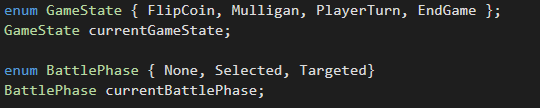 enum GameState { FlipCoin, Mulligan, PlayerTurn, EndGame };
GameState currentGameState;
enum BattlePhase { None, Selected, Targeted}
BattlePhase currentBattlePhase;